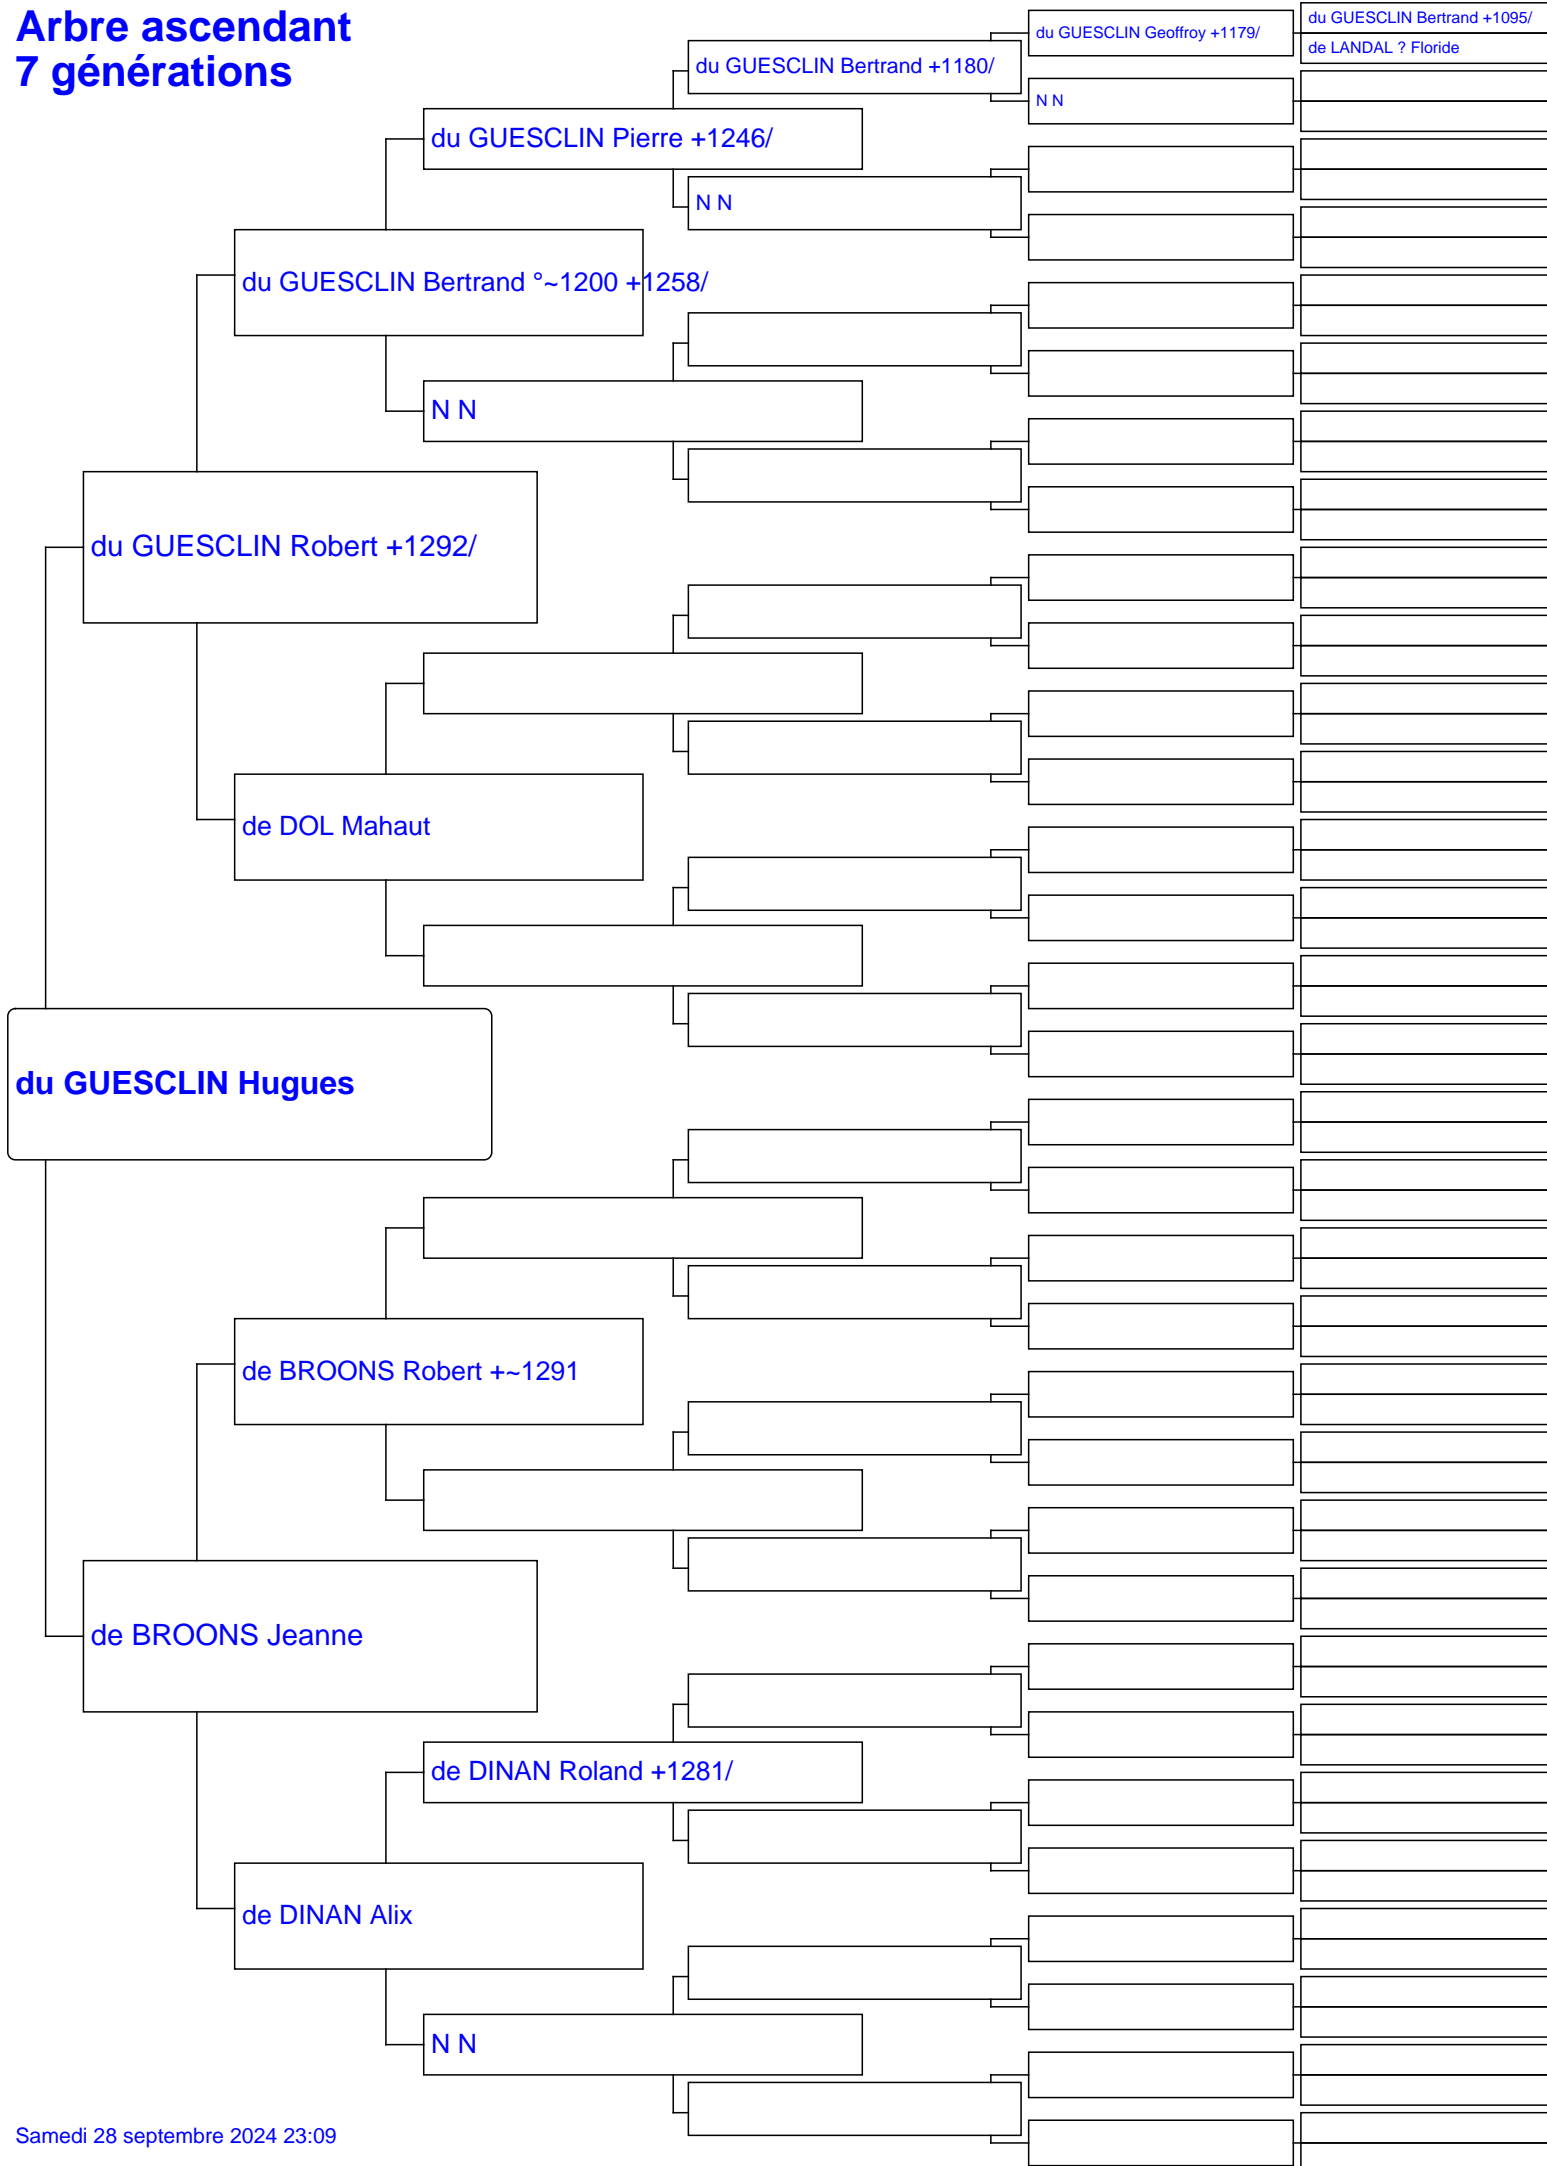 Arbre ascendant
7 générations
du GUESCLIN Bertrand +1095/
de LANDAL ? Floride
du GUESCLIN Geoffroy +1179/
du GUESCLIN Bertrand +1180/
N N
du GUESCLIN Pierre +1246/
N N
du GUESCLIN Bertrand °~1200 +1258/
N N
du GUESCLIN Robert +1292/
de DOL Mahaut
du GUESCLIN Hugues
de BROONS Robert +~1291
de BROONS Jeanne
de DINAN Roland +1281/
de DINAN Alix
N N
Samedi 28 septembre 2024 23:09